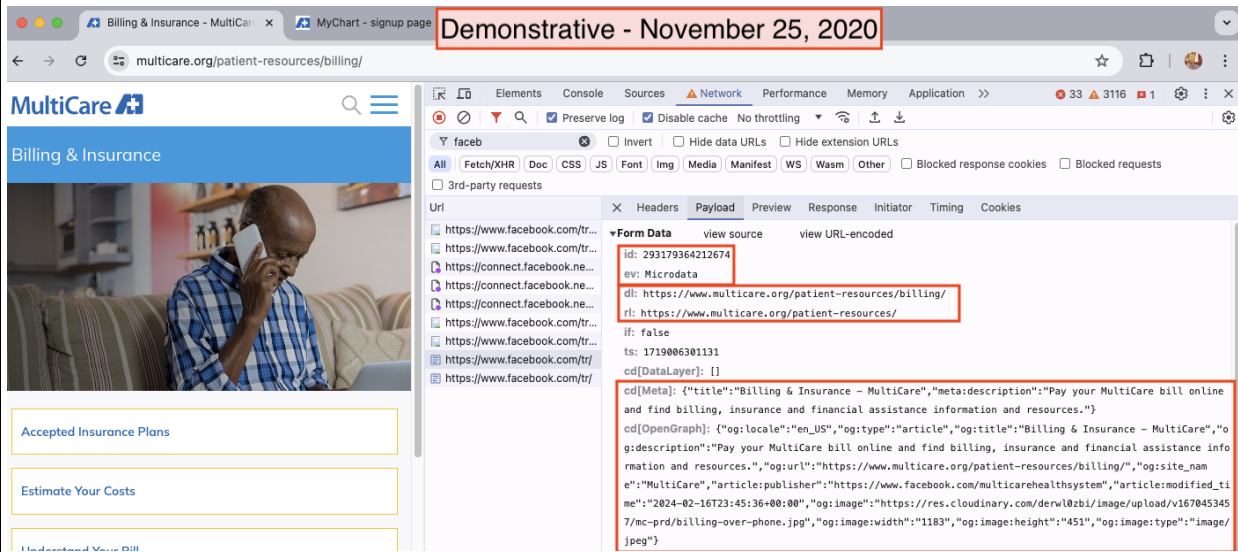 Billing & Insurance - MultiCar
MyChart - signup page
Demonstrative - November 25, 2020
multicare.org/patient-resources/billing/
MultiCare
Billing & Insurance
Accepted Insurance Plans
Estimate Your Costs
Understand Your Bill
Elements Console Sources Network Performance Memory Application 33 3116 1
Preserve log Disable cache No throttling
faceb Invert Hide data URLs Hide extension URLs
All Fetch/XHR Doc CSS JS Font Img Media Manifest WS Wasm Other Blocked response cookies Blocked requests
3rd-party requests
Url
https://www.facebook.com/tr...
https://www.facebook.com/tr...
https://connect.facebook.ne...
https://connect.facebook.ne...
https://connect.facebook.ne...
https://www.facebook.com/tr...
https://www.facebook.com/tr...
https://www.facebook.com/tr/
https://www.facebook.com/tr/
Headers Payload Preview Response Initiator Timing Cookies
Form Data view source view URL-encoded
id: 293179364212674
ev: Microdata
dl: https://www.multicare.org/patient-resources/billing/
rl: https://www.multicare.org/patient-resources/
if: false
ts: 1719006301131
cd[DataLayer]: []
cd[Meta]: {"title":"Billing & Insurance – MultiCare","meta:description":"Pay your MultiCare bill online
and find billing, insurance and financial assistance information and resources."}
cd[OpenGraph]: {"og:locale":"en_US","og:type":"article","og:title":"Billing & Insurance – MultiCare","o
g:description":"Pay your MultiCare bill online and find billing, insurance and financial assistance info
rmation and resources.","og:url":"https://www.multicare.org/patient-resources/billing/","og:site_nam
e":"MultiCare","article:publisher":"https://www.facebook.com/multicarehealthsystem","article:modified_ti
me":"2024-02-16T23:45:36+00:00","og:image":"https://res.cloudinary.com/derwl0zbi/image/upload/v167045345
7/mc-prd/billing-over-phone.jpg","og:image:width":"1183","og:image:height":"451","og:image:type":"image/
jpeg"}